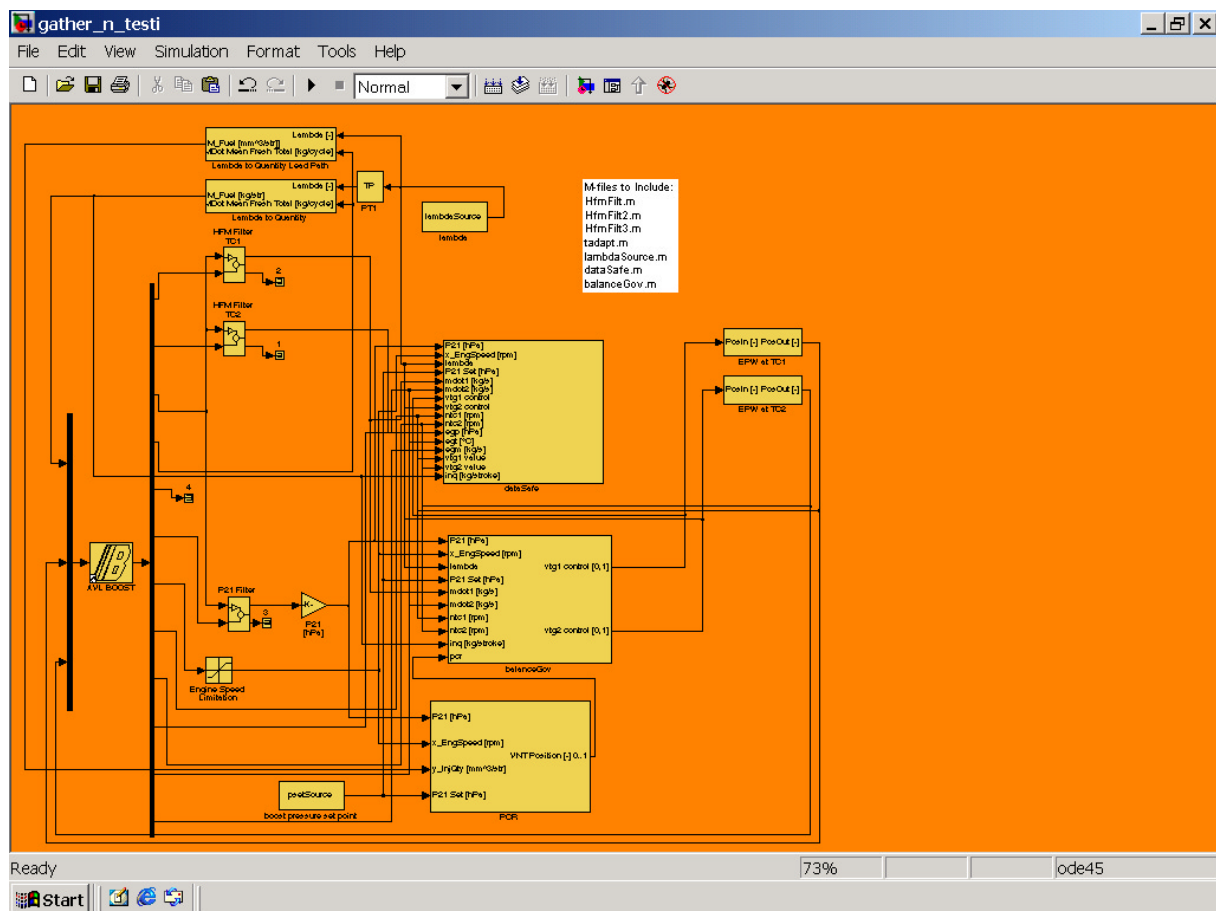 gather_n_testi
File Edit View Simulation Format Tools Help
Normal
Lambda [-]
M_Fuel [mm^3/str]
MDot Mean Fresh Total [kg/cycle]
Lambda to Quantity Lead Path
Lambda [-]
M_Fuel [kg/str]
MDot Mean Fresh Total [kg/cycle]
Lambda to Quantity
TP
PT1
lambdaSource
lambda
M-files to Include:
HfmFilt.m
HfmFilt2.m
HfmFilt3.m
tadapt.m
lambdaSource.m
dataSafe.m
balanceGov.m
HFM Filter
TC1
2
HFM Filter
TC2
1
P21 [hPa]
x_EngSpeed [rpm]
lambda
P21 Set [hPa]
mdot1 [kg/s]
mdot2 [kg/s]
vtg1 control
vtg2 control
ntc1 [rpm]
ntc2 [rpm]
egp [hPa]
egt [°C]
egm [kg/s]
vtg1 value
vtg2 value
inq [kg/stroke]
dataSafe
PosIn [-] PosOut [-]
EPW at TC1
PosIn [-] PosOut [-]
EPW at TC2
4
AVL BOOST
P21 Filter
3
-K-
P21
[hPa]
Engine Speed
Limitation
P21 [hPa]
x_EngSpeed [rpm]
lambda
P21 Set [hPa]
mdot1 [kg/s]
mdot2 [kg/s]
ntc1 [rpm]
ntc2 [rpm]
inq [kg/stroke]
pcr
vtg1 control [0,1]
vtg2 control [0,1]
balanceGov
P21 [hPa]
x_EngSpeed [rpm]
VNT Position [-] 0..1
y_InjQty [mm^3/str]
P21 Set [hPa]
PCR
psetSource
boost pressure set point
Ready 73% ode45
Start